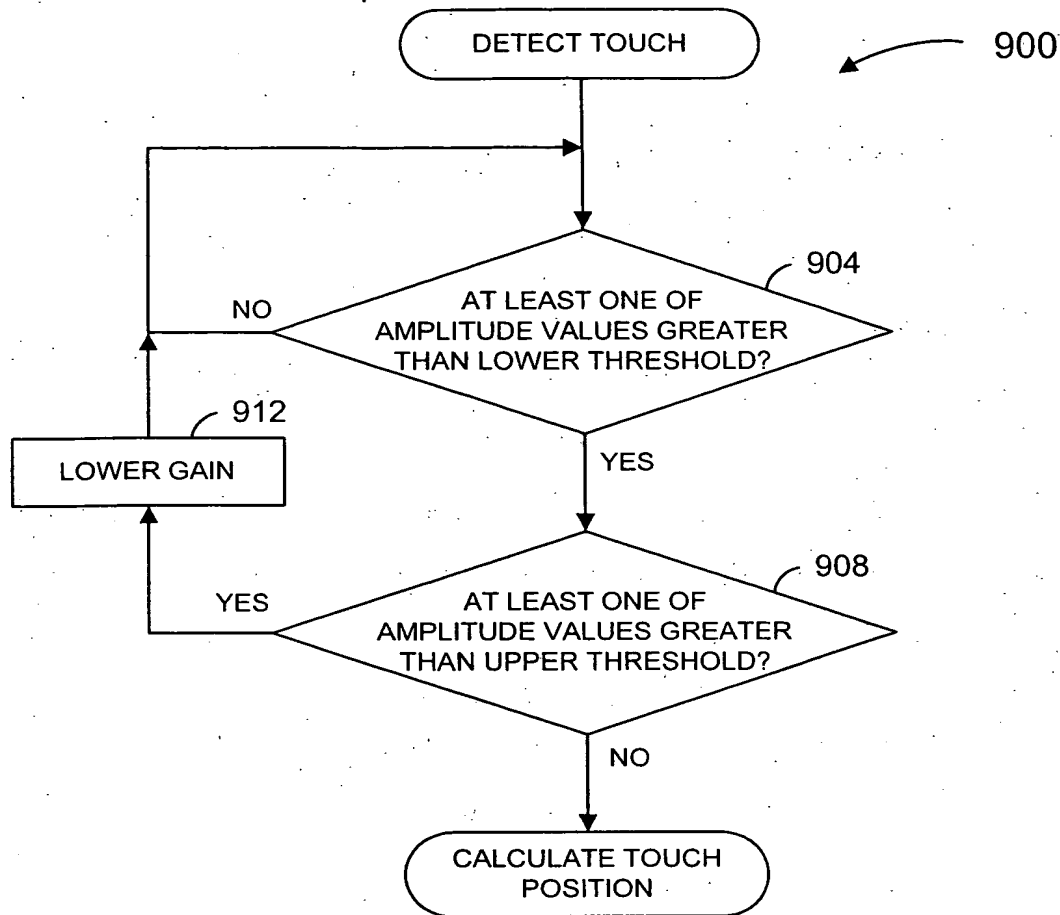 DETECT TOUCH
900
904
AT LEAST ONE OF
AMPLITUDE VALUES GREATER
THAN LOWER THRESHOLD?
NO
912
LOWER GAIN
YES
908
YES
AT LEAST ONE OF
AMPLITUDE VALUES GREATER
THAN UPPER THRESHOLD?
NO
CALCULATE TOUCH
POSITION